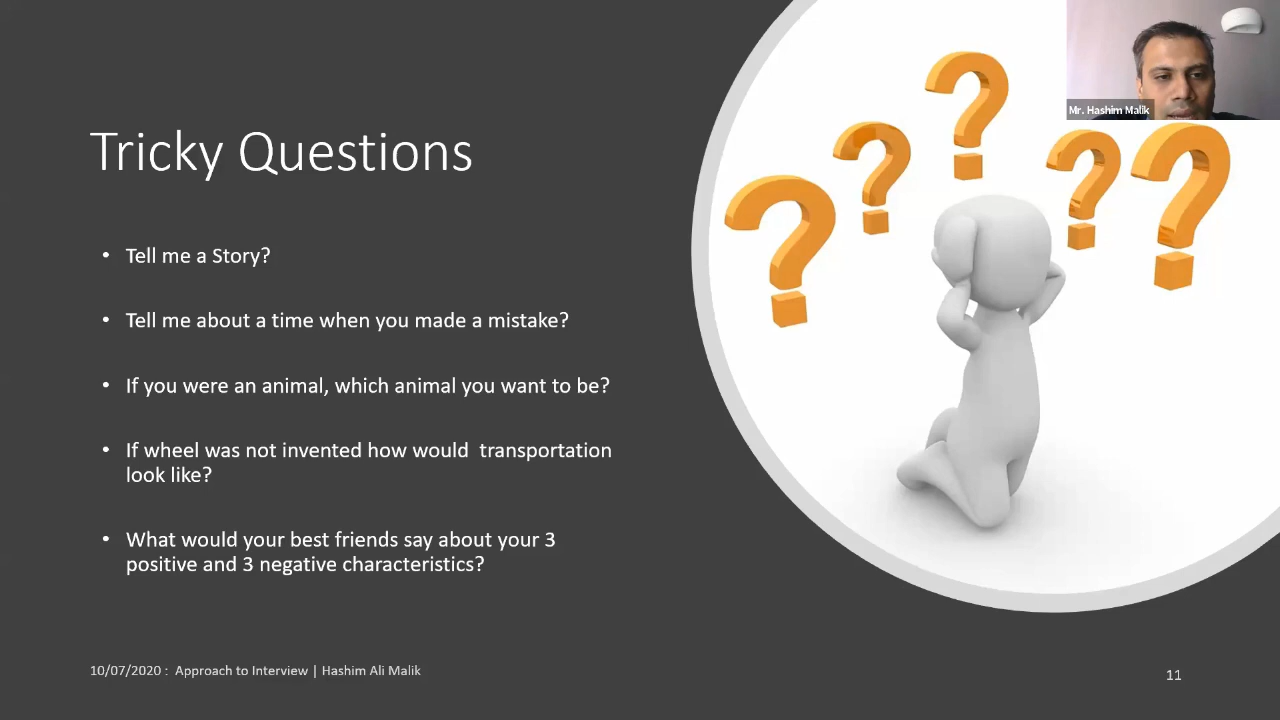 Mr. Hashim Malik
Tricky Questions
• Tell me a Story?
• Tell me about a time when you made a mistake?
• If you were an animal, which animal you want to be?
• If wheel was not invented how would  transportation
look like?
• What would your best friends say about your 3
positive and 3 negative characteristics?
10/07/2020 :  Approach to Interview | Hashim Ali Malik
11